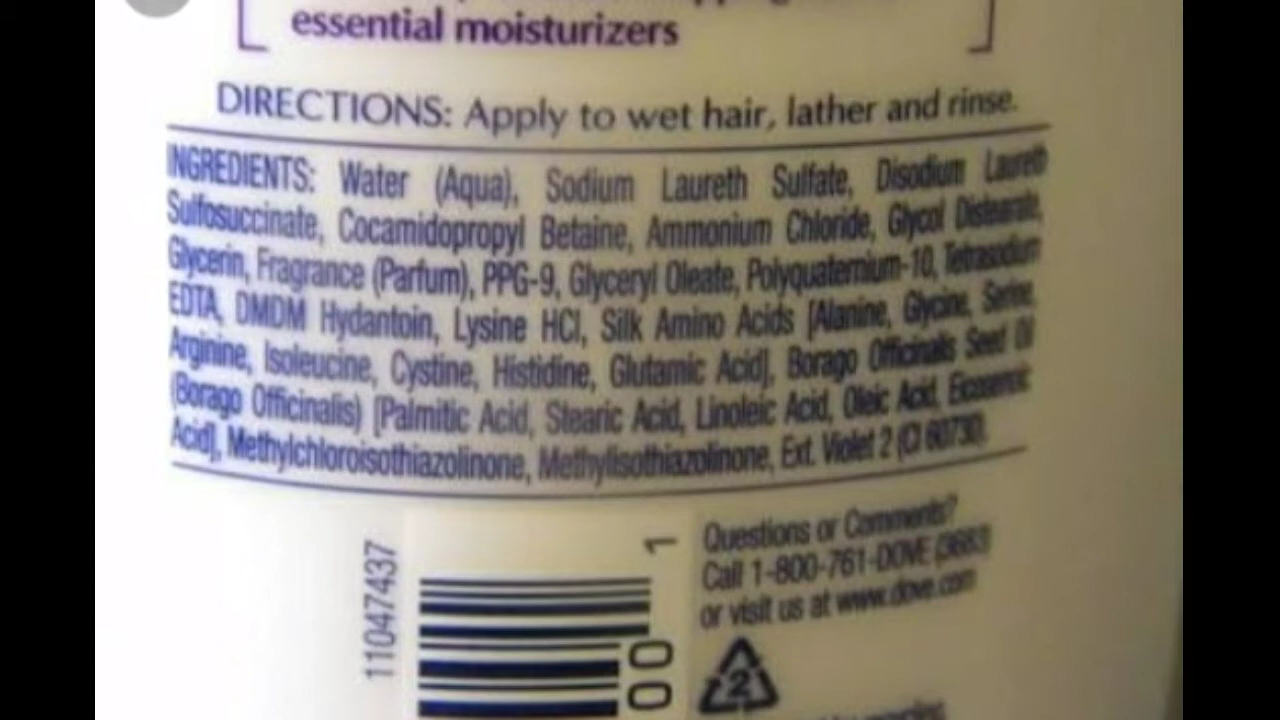 essential moisturizers
DIRECTIONS: Apply to wet hair, lather and rinse.
INGREDIENTS: Water (Aqua), Sodium Laureth Sulfate, Disodium Laureth
Sulfosuccinate, Cocamidopropyl Betaine, Ammonium Chloride, Glycol Distearate,
Glycerin, Fragrance (Parfum), PPG-9, Glyceryl Oleate, Polyquaternium-10, Tetrasodium
EDTA, DMDM Hydantoin, Lysine HCl, Silk Amino Acids [Alanine, Glycine, Serine,
Arginine, Isoleucine, Cystine, Histidine, Glutamic Acid], Borago Officinalis Seed Oil
(Borago Officinalis) [Palmitic Acid, Stearic Acid, Linoleic Acid, Oleic Acid, Eicosenoic
Acid], Methylchloroisothiazolinone, Methylisothiazolinone, Ext. Violet 2 (CI 60730).
11047437
1
00
Questions or Comments?
Call 1-800-761-DOVE (3683)
or visit us at www.dove.com
2